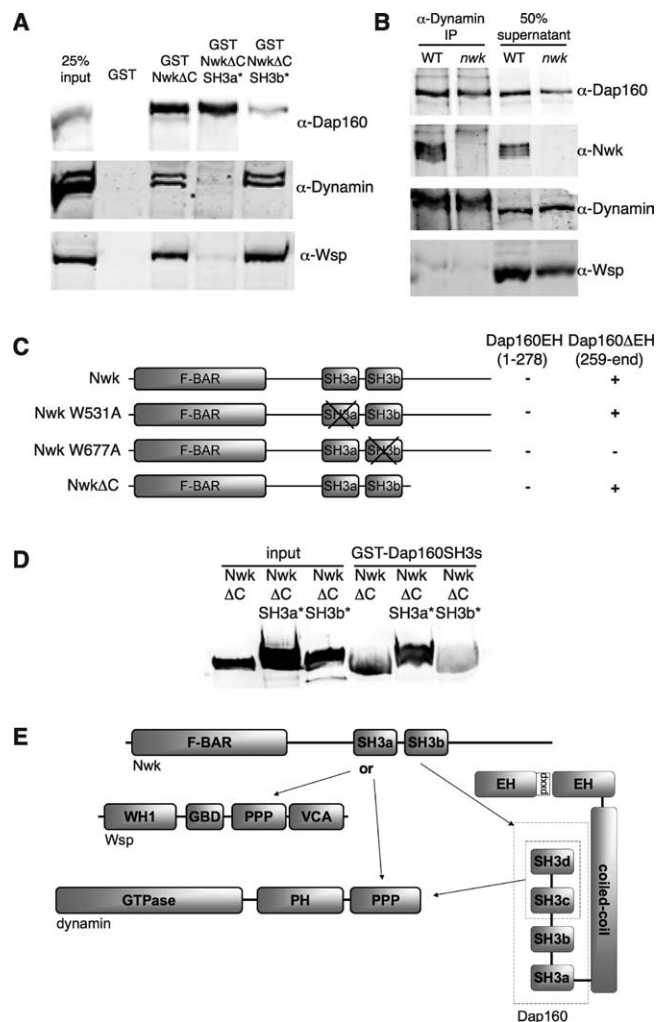 A
25% input
GST
GST NwkΔC
GST NwkΔC SH3a*
GST NwkΔC SH3b*
α-Dap160
α-Dynamin
α-Wsp
B
α-Dynamin IP
50% supernatant
WT nwk WT nwk
α-Dap160
α-Nwk
α-Dynamin
α-Wsp
C
Dap160EH (1-278)
Dap160ΔEH (259-end)
Nwk F-BAR SH3a SH3b - +
Nwk W531A F-BAR SH3a SH3b - +
Nwk W677A F-BAR SH3a SH3b - -
NwkΔC F-BAR SH3a SH3b - +
D
input
GST-Dap160SH3s
Nwk ΔC
Nwk ΔC SH3a*
Nwk ΔC SH3b*
Nwk ΔC
Nwk ΔC SH3a*
Nwk ΔC SH3b*
E
F-BAR SH3a SH3b
Nwk
or
WH1 GBD PPP VCA
Wsp
GTPase PH PPP
dynamin
EH EH
coiled-coil
SH3d
SH3c
SH3b
SH3a
Dap160